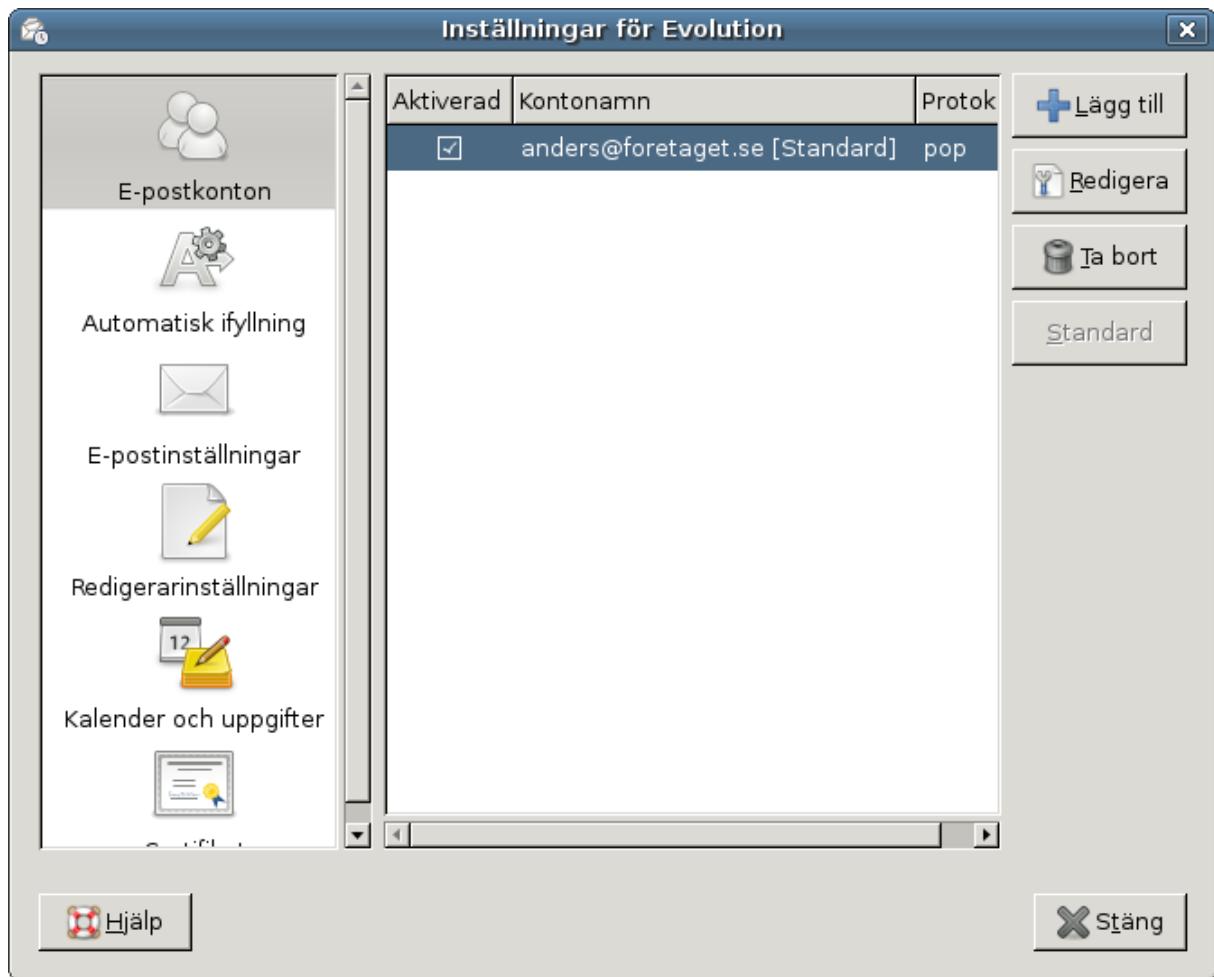 Inställningar för Evolution
E-postkonton
Automatisk ifyllning
E-postinställningar
Redigerarinställningar
12
Kalender och uppgifter
Aktiverad Kontonamn Protok
anders@foretaget.se [Standard] pop
Lägg till
Redigera
Ta bort
Standard
Hjälp
Stäng